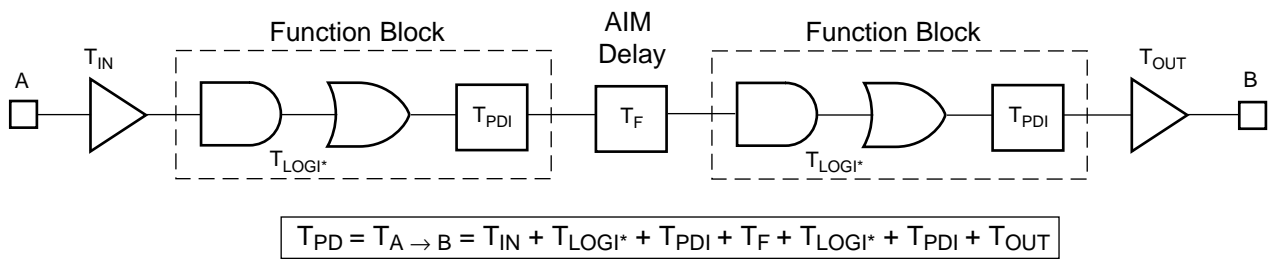 Function Block
AIM
Delay
Function Block
A
T_IN
T_LOGI*
T_PDI
T_F
T_LOGI*
T_PDI
T_OUT
B
T_PD = T_A → B = T_IN + T_LOGI* + T_PDI + T_F + T_LOGI* + T_PDI + T_OUT